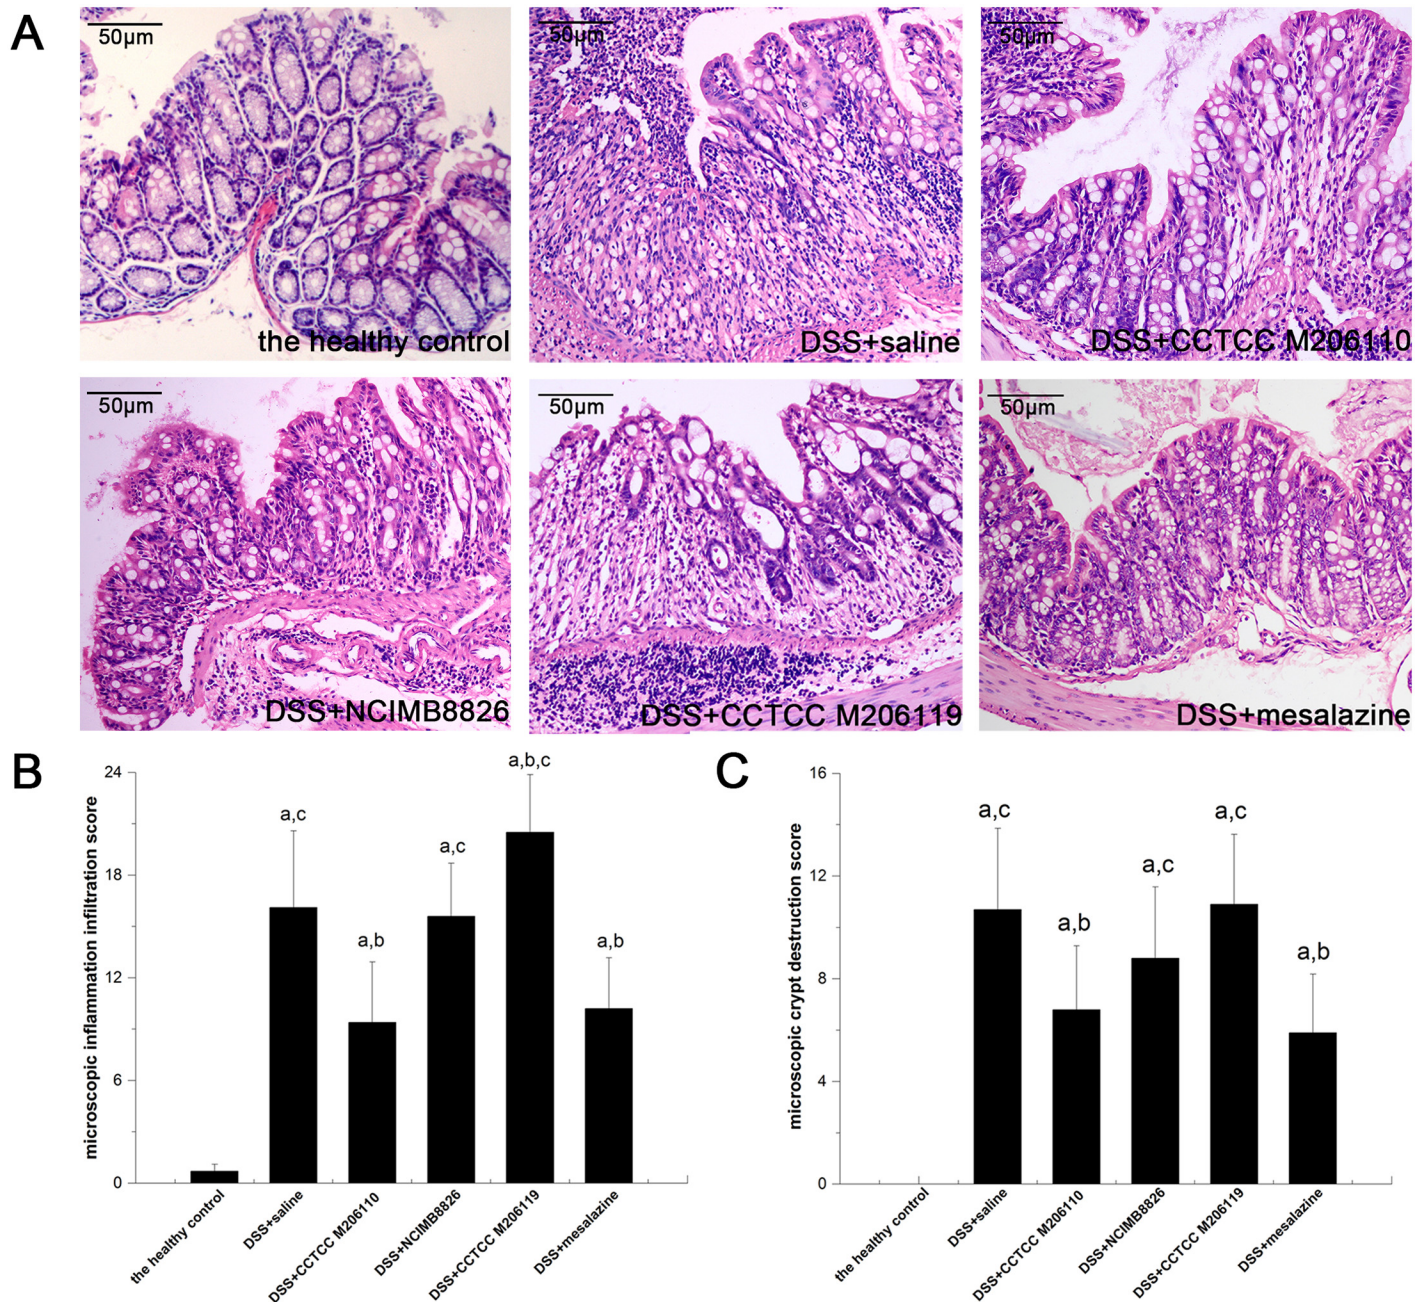 A
50µm
50µm
50µm
the healthy control
DSS+saline
DSS+CCTCC M206110
50µm
50µm
50µm
DSS+NCIMB8826
DSS+CCTCC M206119
DSS+mesalazine
B
microscopic inflammation infiltration score
24
18
12
6
0
a,c
a,b
a,c
a,b,c
a,b
the healthy control
DSS+saline
DSS+CCTCC M206110
DSS+NCIMB8826
DSS+CCTCC M206119
DSS+mesalazine
C
microscopic crypt destruction score
16
12
8
4
0
a,c
a,b
a,c
a,c
a,b
the healthy control
DSS+saline
DSS+CCTCC M206110
DSS+NCIMB8826
DSS+CCTCC M206119
DSS+mesalazine